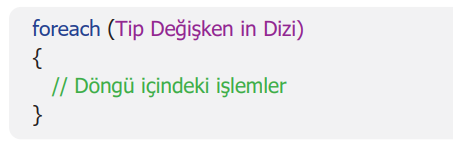 foreach (Tip Değişken in Dizi)
{
// Döngü içindeki işlemler
}